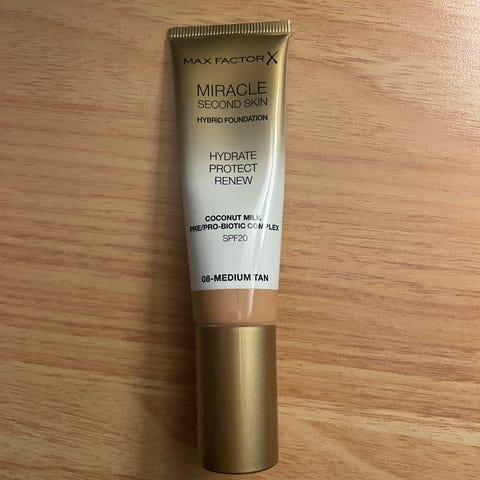 MAX FACTOR X
MIRACLE
SECOND SKIN
HYBRID FOUNDATION
HYDRATE
PROTECT
RENEW
COCONUT MILK
PRE/PRO-BIOTIC COMPLEX
SPF20
08-MEDIUM TAN